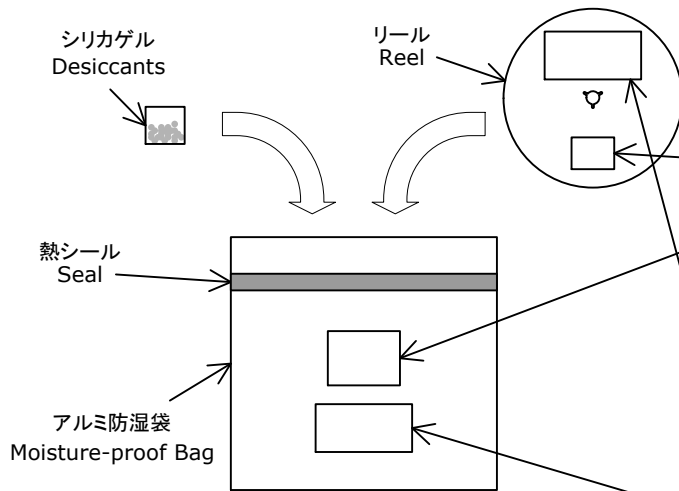 シリカゲル
Desiccants
リール
Reel
熱シール
Seal
アルミ防湿袋
Moisture-proof Bag